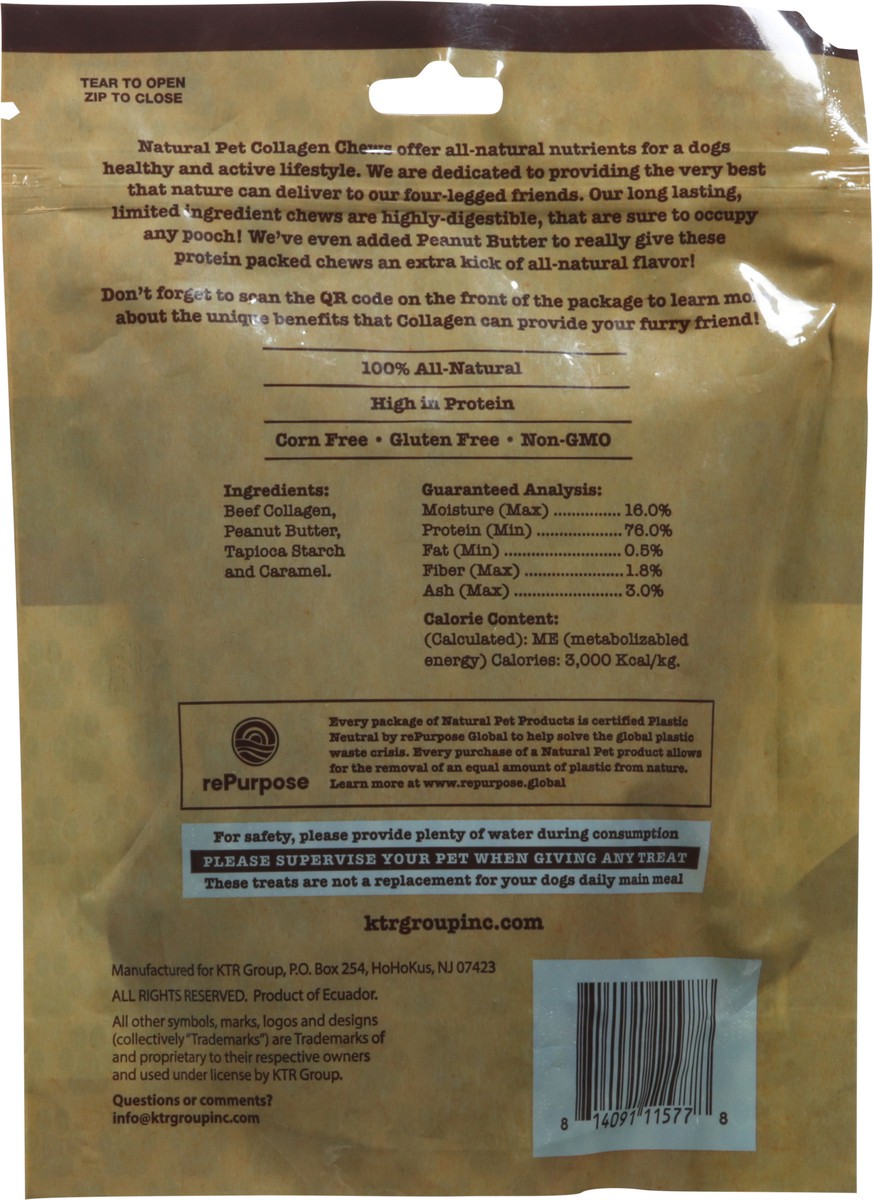 TEAR TO OPEN
ZIP TO CLOSE
Natural Pet Collagen Chews offer all-natural nutrients for a dogs
healthy and active lifestyle. We are dedicated to providing the very best
that nature can deliver to our four-legged friends. Our long lasting,
limited ingredient chews are highly-digestible, that are sure to occupy
any pooch! We've even added Peanut Butter to really give these
protein packed chews an extra kick of all-natural flavor!
Don't forget to scan the QR code on the front of the package to learn mo
about the unique benefits that Collagen can provide your furry friend!
100% All-Natural
High in Protein
Corn Free • Gluten Free • Non-GMO
Ingredients:
Beef Collagen,
Peanut Butter,
Tapioca Starch
and Caramel.
Guaranteed Analysis:
Moisture (Max) ............... 16.0%
Protein (Min) ................... 76.0%
Fat (Min) .......................... 0.5%
Fiber (Max) ...................... 1.8%
Ash (Max) ........................ 3.0%
Calorie Content:
(Calculated): ME (metabolizabled
energy) Calories: 3,000 Kcal/kg.
rePurpose
Every package of Natural Pet Products is certified Plastic
Neutral by rePurpose Global to help solve the global plastic
waste crisis. Every purchase of a Natural Pet product allows
for the removal of an equal amount of plastic from nature.
Learn more at www.repurpose.global
For safety, please provide plenty of water during consumption
PLEASE SUPERVISE YOUR PET WHEN GIVING ANY TREAT
These treats are not a replacement for your dogs daily main meal
ktrgroupinc.com
Manufactured for KTR Group, P.O. Box 254, HoHoKus, NJ 07423
ALL RIGHTS RESERVED. Product of Ecuador.
All other symbols, marks, logos and designs
(collectively "Trademarks") are Trademarks of
and proprietary to their respective owners
and used under license by KTR Group.
Questions or comments?
info@ktrgroupinc.com
8 14091 11577 8